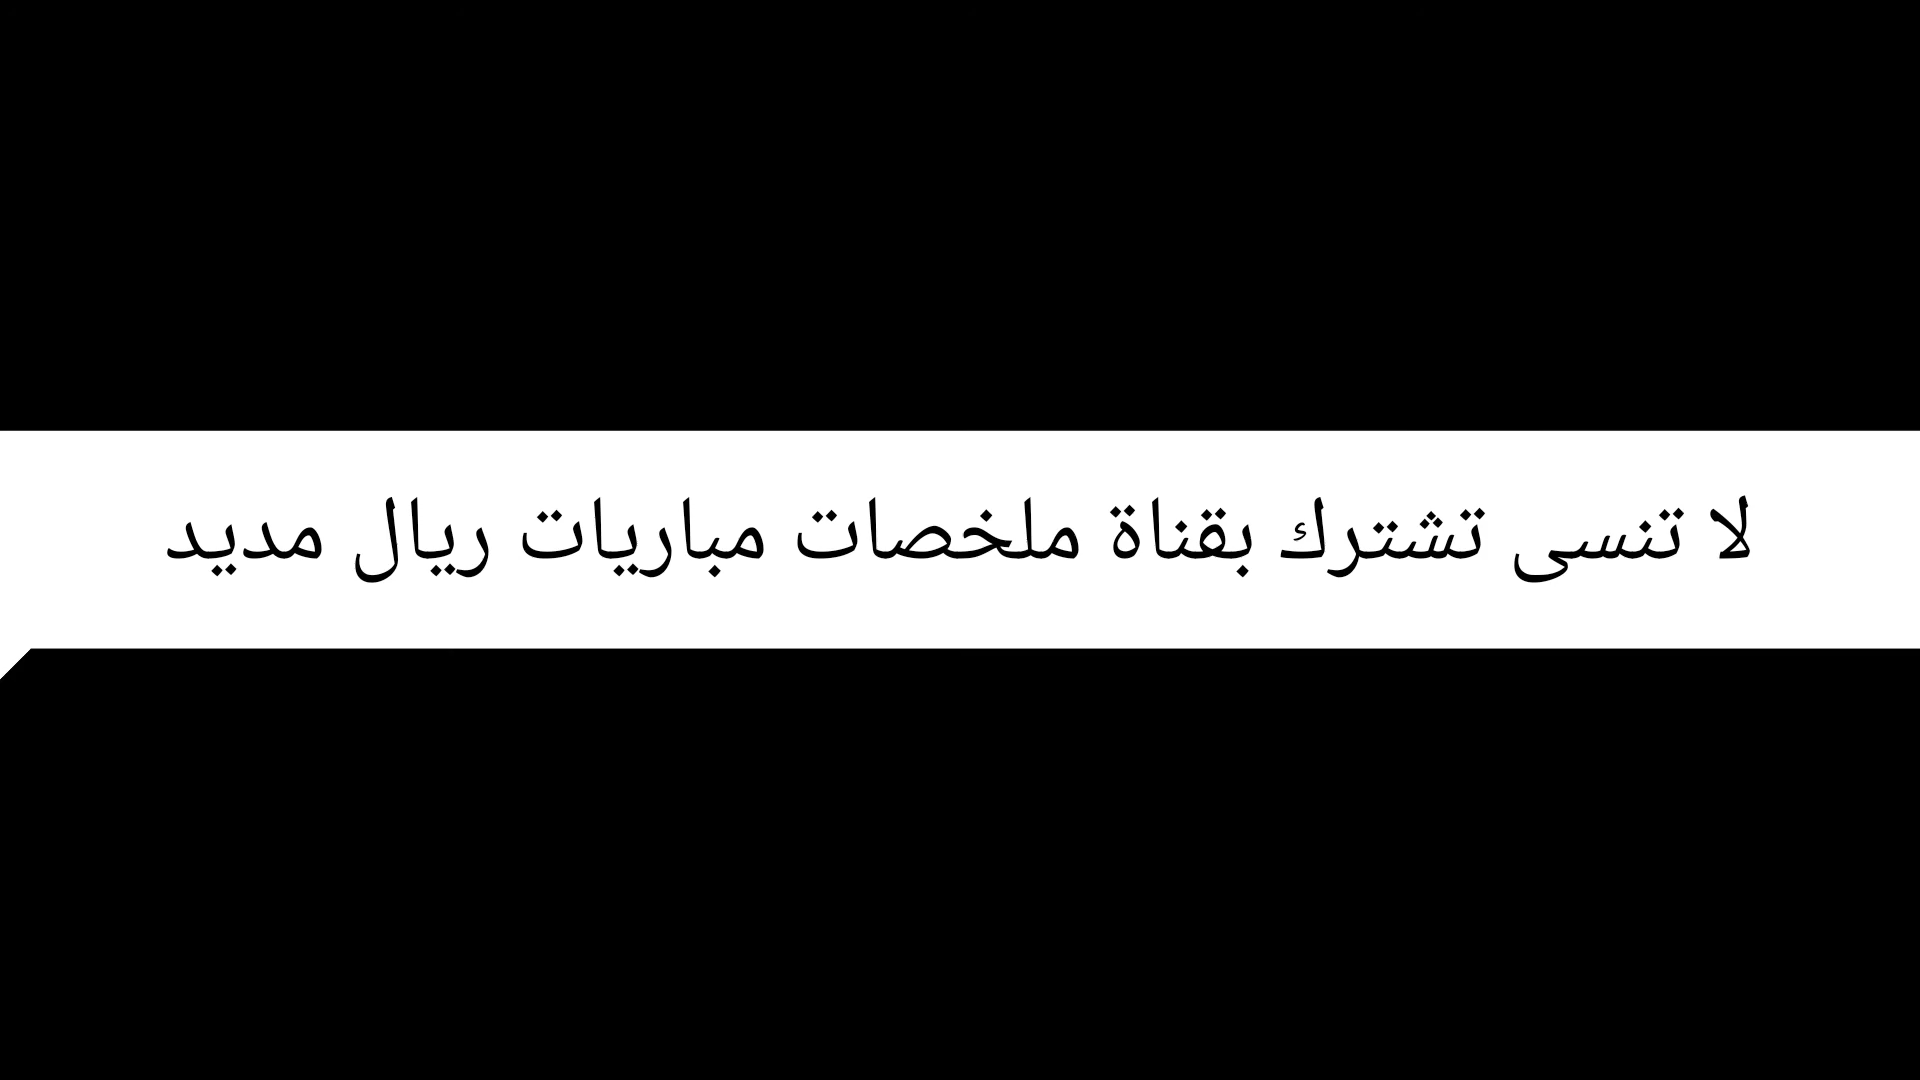 لا تنسى تشترك بقناة ملخصات مباريات ريال مديد